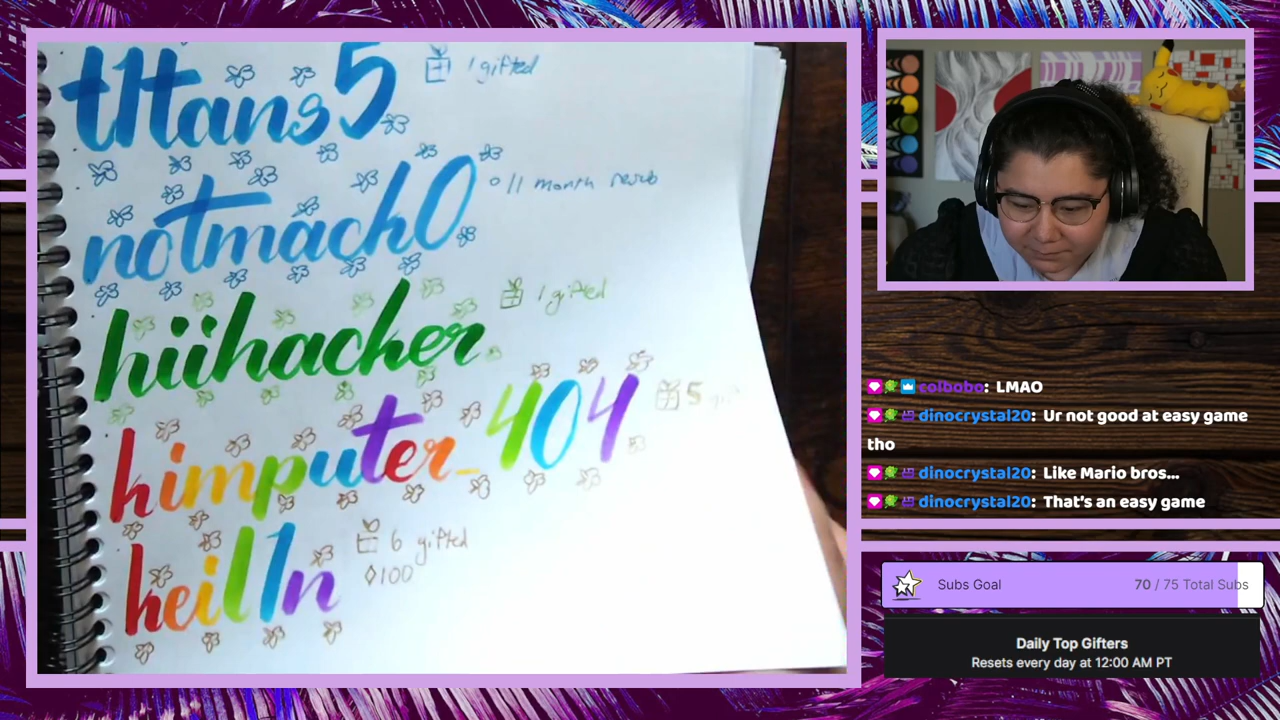 t1tans5 1 gifted
notmach0 11 month resub
hiihacker 1 gifted
himputer_404 5
heil1n 6 gifted
100
colbobo: LMAO
dinocrystal20: Ur not good at easy game
tho
dinocrystal20: Like Mario bros...
dinocrystal20: That's an easy game
Subs Goal 70 / 75 Total Subs
Daily Top Gifters
Resets every day at 12:00 AM PT